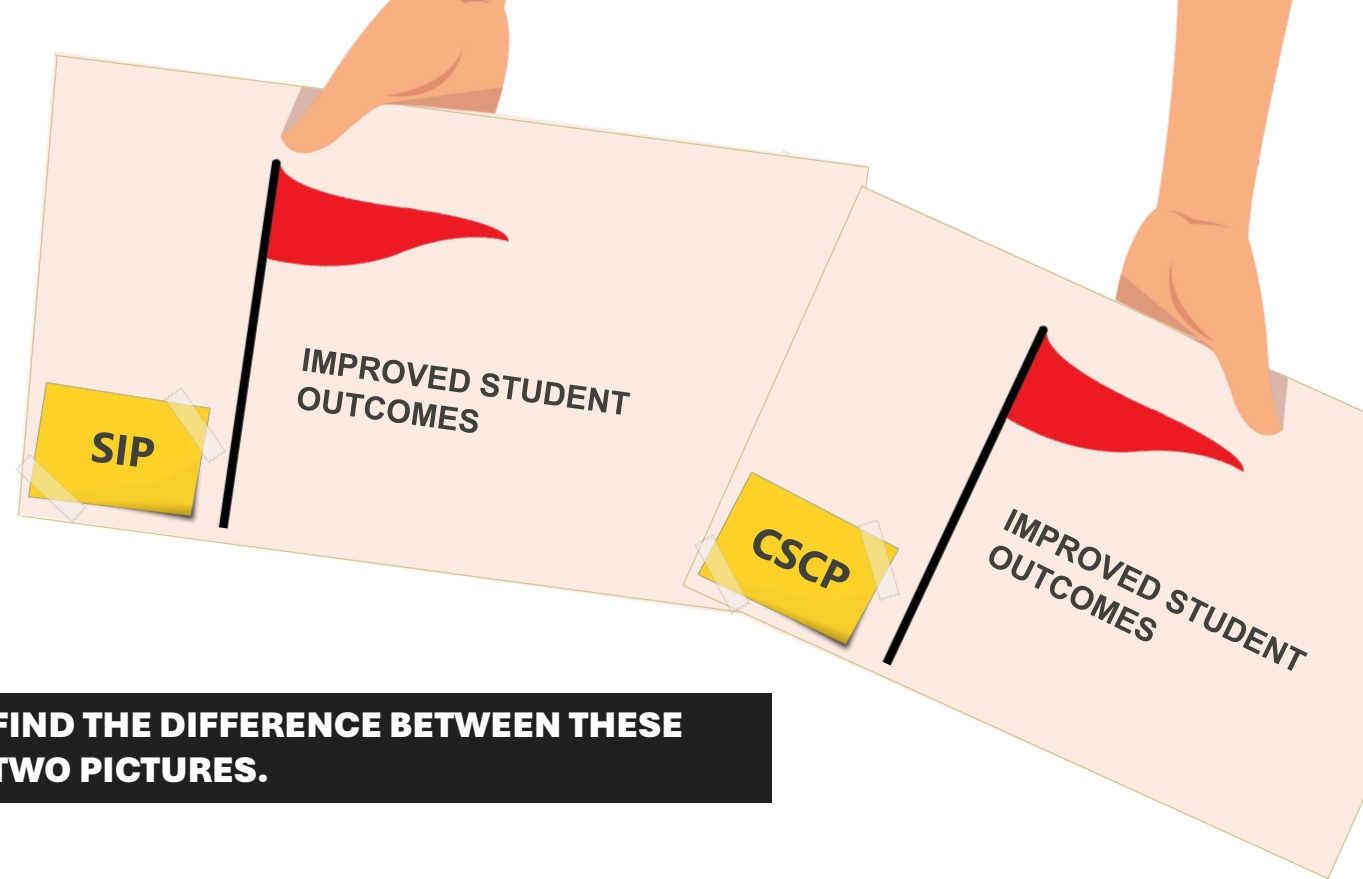 IMPROVED STUDENT
OUTCOMES
SIP
IMPROVED STUDENT
OUTCOMES
CSCP
FIND THE DIFFERENCE BETWEEN THESE
TWO PICTURES.